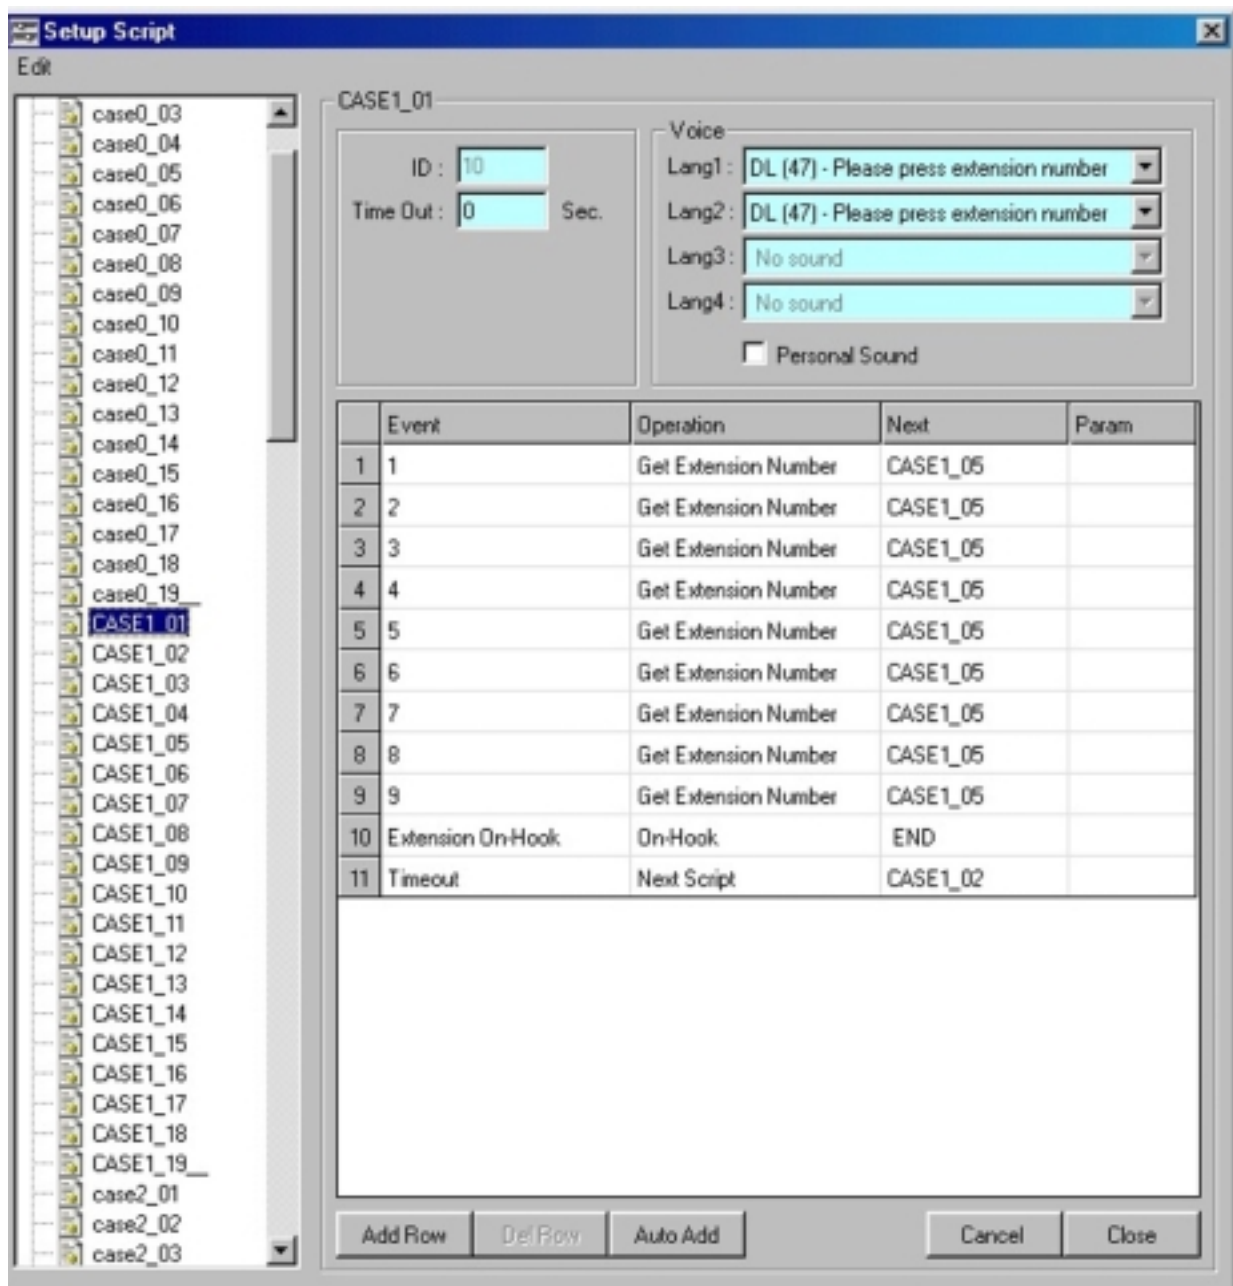 Setup Script
Edit
case0_03
case0_04
case0_05
case0_06
case0_07
case0_08
case0_09
case0_10
case0_11
case0_12
case0_13
case0_14
case0_15
case0_16
case0_17
case0_18
case0_19__
CASE1_01
CASE1_02
CASE1_03
CASE1_04
CASE1_05
CASE1_06
CASE1_07
CASE1_08
CASE1_09
CASE1_10
CASE1_11
CASE1_12
CASE1_13
CASE1_14
CASE1_15
CASE1_16
CASE1_17
CASE1_18
CASE1_19__
case2_01
case2_02
case2_03
CASE1_01
ID : 10
Time Out : 0 Sec.
Voice
Lang1 : DL (47) - Please press extension number
Lang2 : DL (47) - Please press extension number
Lang3 : No sound
Lang4 : No sound
Personal Sound
Event Operation Next Param
1 1 Get Extension Number CASE1_05
2 2 Get Extension Number CASE1_05
3 3 Get Extension Number CASE1_05
4 4 Get Extension Number CASE1_05
5 5 Get Extension Number CASE1_05
6 6 Get Extension Number CASE1_05
7 7 Get Extension Number CASE1_05
8 8 Get Extension Number CASE1_05
9 9 Get Extension Number CASE1_05
10 Extension On-Hook On-Hook END
11 Timeout Next Script CASE1_02
Add Row Del Row Auto Add Cancel Close